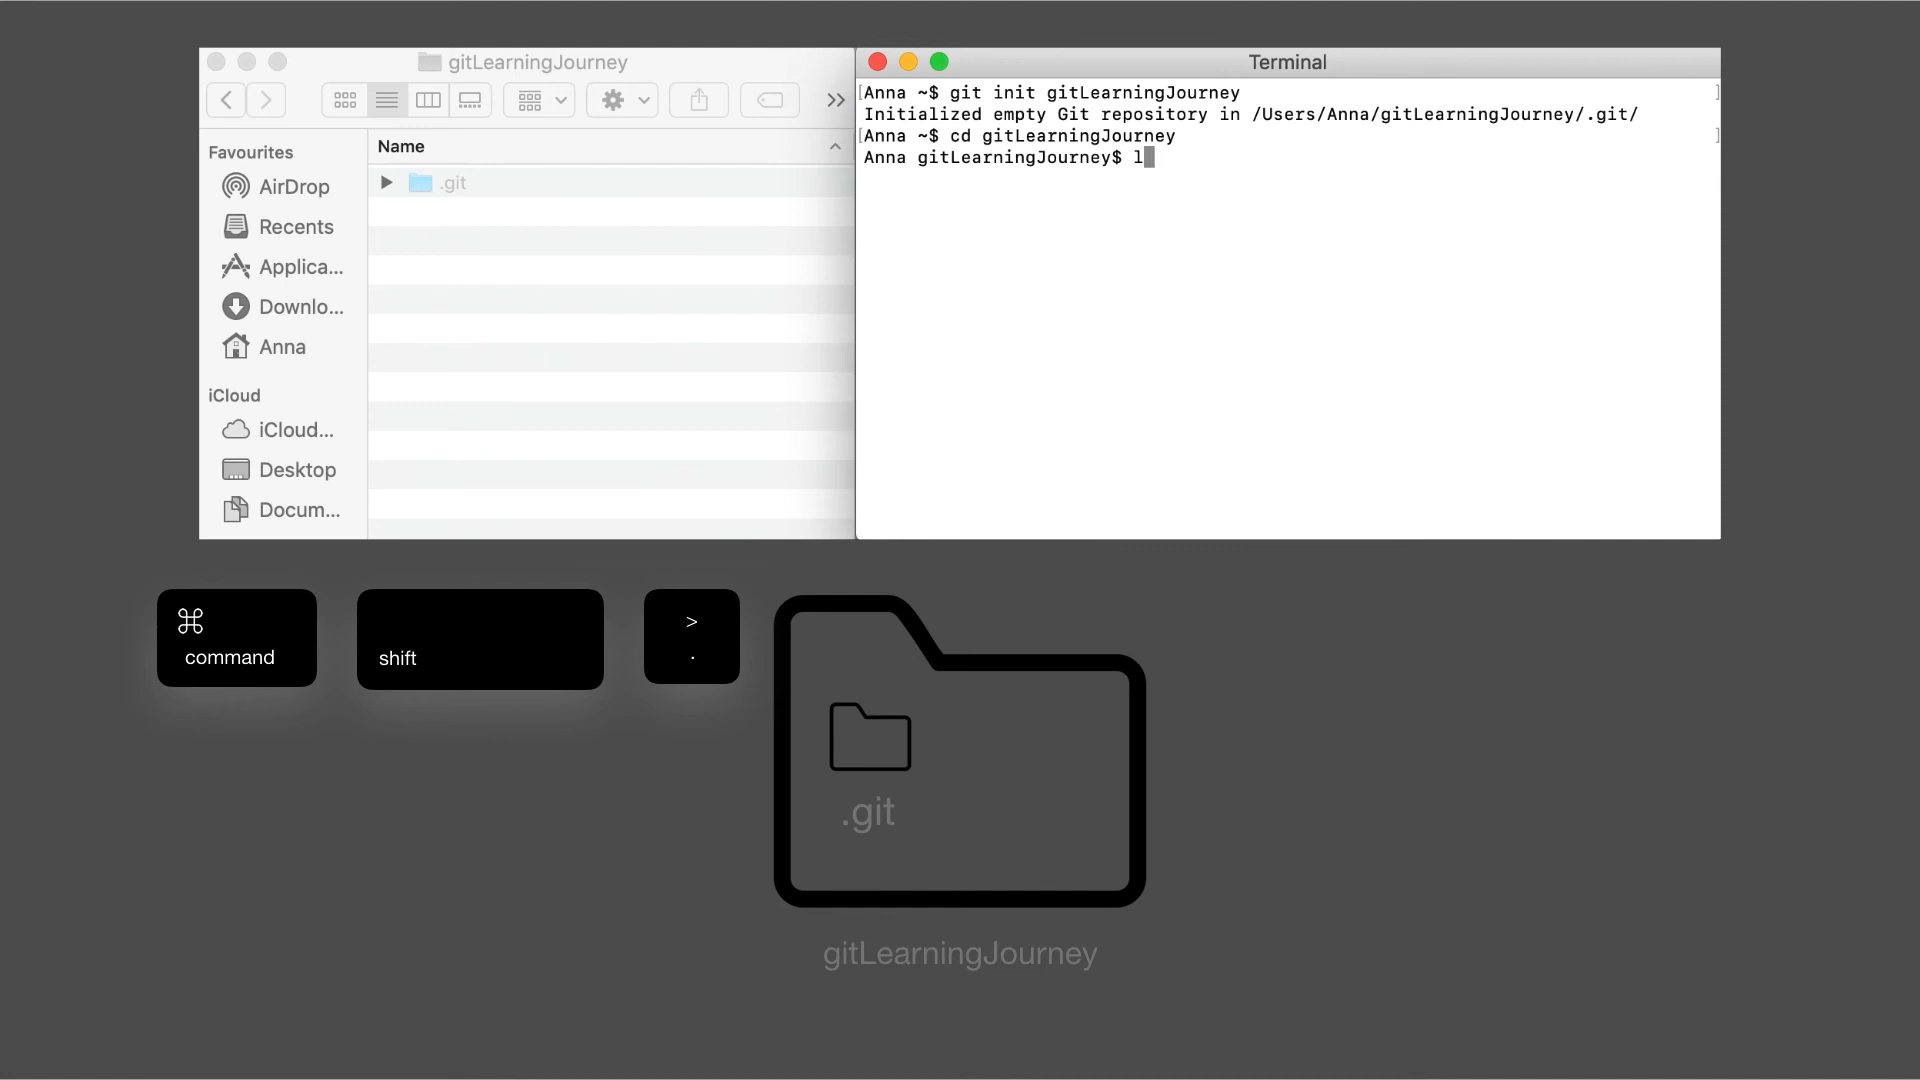 gitLearningJourney
Name
.git
Favourites
AirDrop
Recents
Applica...
Downlo...
Anna
iCloud
iCloud...
Desktop
Docum...
Terminal
[Anna ~$ git init gitLearningJourney ]
Initialized empty Git repository in /Users/Anna/gitLearningJourney/.git/
[Anna ~$ cd gitLearningJourney ]
Anna gitLearningJourney$ l
⌘
command
shift
>
.
.git
gitLearningJourney